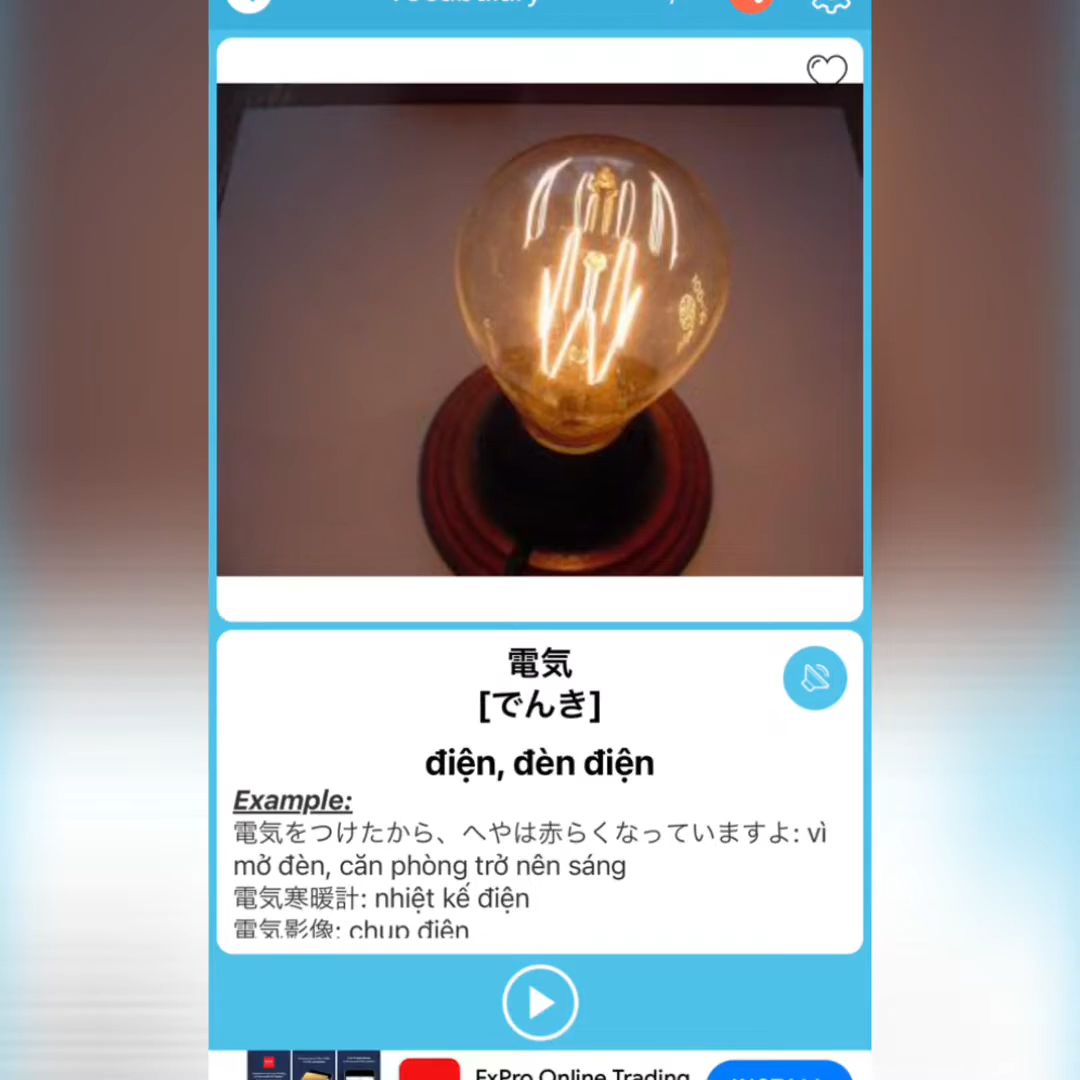 電気
[でんき]
điện, đèn điện
Example:
電気をつけたから、へやは赤らくなっていますよ: vì
mở đèn, căn phòng trở nên sáng
電気寒暖計: nhiệt kế điện
電気影像: chụp điện
ExPro Online Trading